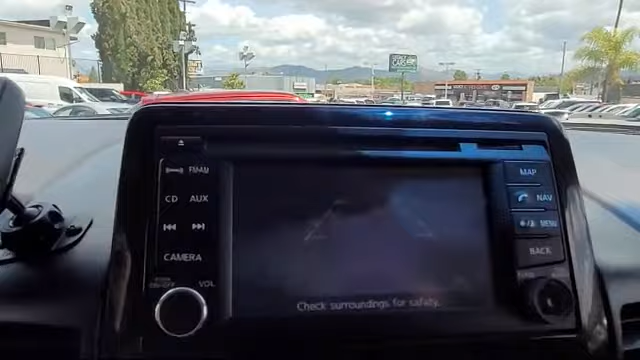 FM/AM
CD AUX
CAMERA
VOL
MAP
NAV
MENU
BACK
Check surroundings for safety.